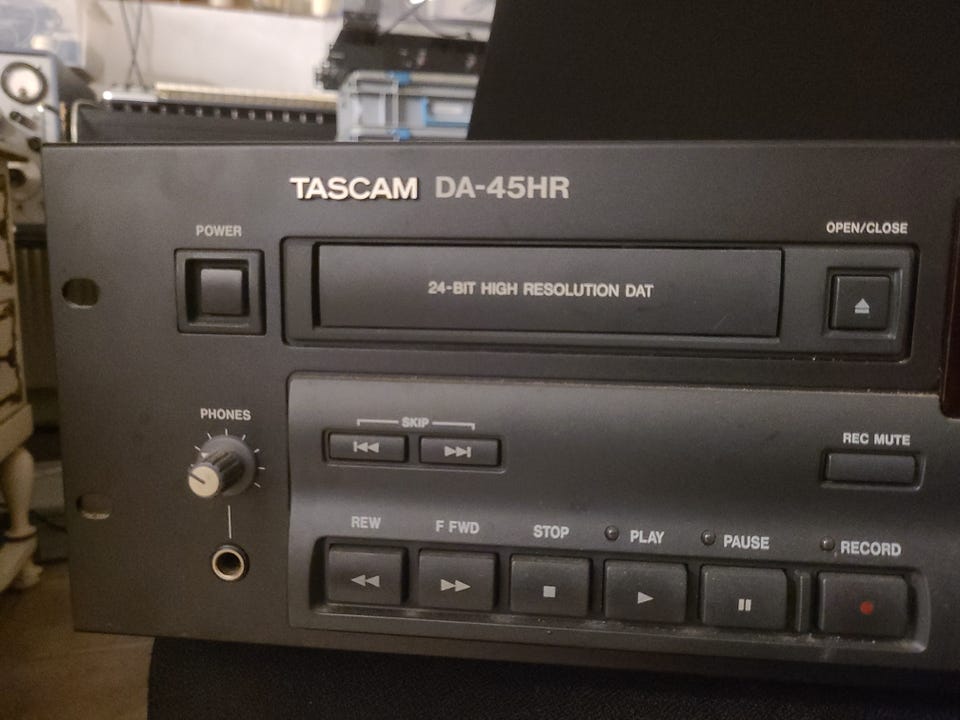 TASCAM DA-45HR
POWER
OPEN/CLOSE
24-BIT HIGH RESOLUTION DAT
PHONES
SKIP
REC MUTE
REW
F FWD
STOP
PLAY
PAUSE
RECORD